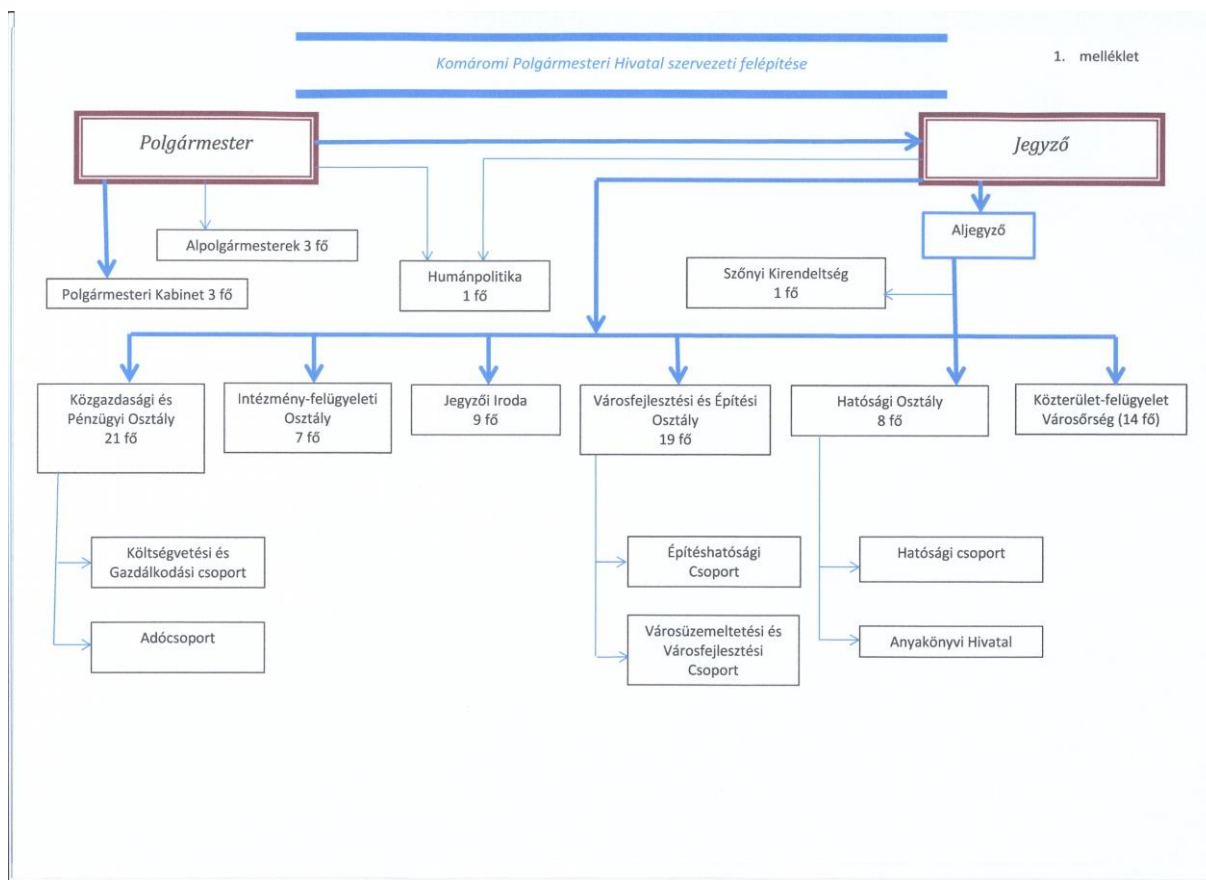 Komáromi Polgármesteri Hivatal szervezeti felépítése
1. melléklet
Polgármester
Jegyző
Alpolgármesterek 3 fő
Aljegyző
Polgármesteri Kabinet 3 fő
Humánpolitika
1 fő
Szőnyi Kirendeltség
1 fő
Közgazdasági és
Pénzügyi Osztály
21 fő
Intézmény-felügyeleti
Osztály
7 fő
Jegyzői Iroda
9 fő
Városfejlesztési és Építési
Osztály
19 fő
Hatósági Osztály
8 fő
Közterület-felügyelet
Városőrség (14 fő)
Költségvetési és
Gazdálkodási csoport
Adócsoport
Építéshatósági
Csoport
Városüzemeltetési és
Városfejlesztési
Csoport
Hatósági csoport
Anyakönyvi Hivatal